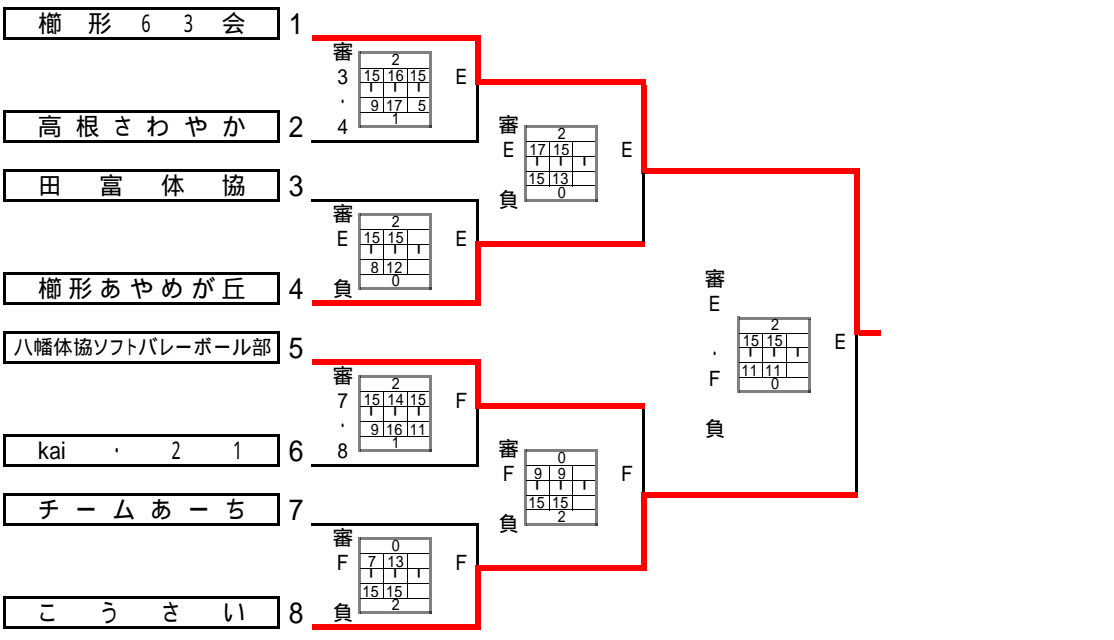 櫛形63会 1
審3・4
2
15 16 15
9 17 5
1
E
高根さわやか 2
審E負
2
17 15
15 13
0
E
田富体協 3
審E負
2
15 15
8 12
0
E
櫛形あやめが丘 4
審E・F負
2
15 15
11 11
0
E
八幡体協ソフトバレーボール部 5
審7・8
2
15 14 15
9 16 11
1
F
kai・21 6
審F負
0
9 9
15 15
2
F
チームあーち 7
審F負
0
7 13
15 15
2
F
こうさい 8